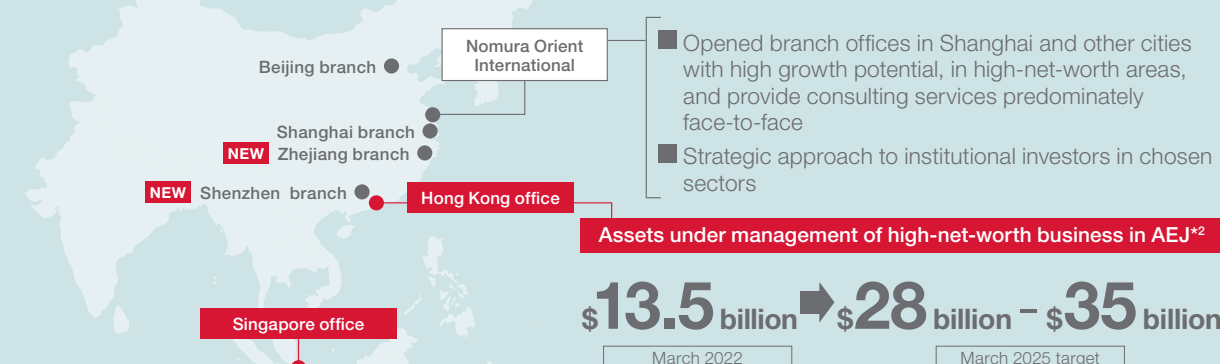 Nomura Orient
International
Opened branch offices in Shanghai and other cities
with high growth potential, in high-net-worth areas,
and provide consulting services predominately
face-to-face
Strategic approach to institutional investors in chosen
sectors
Beijing branch
Shanghai branch
NEW Zhejiang branch
NEW Shenzhen branch
Hong Kong office
Singapore office
Assets under management of high-net-worth business in AEJ*2
$13.5 billion $28 billion – $35 billion
March 2022
March 2025 target